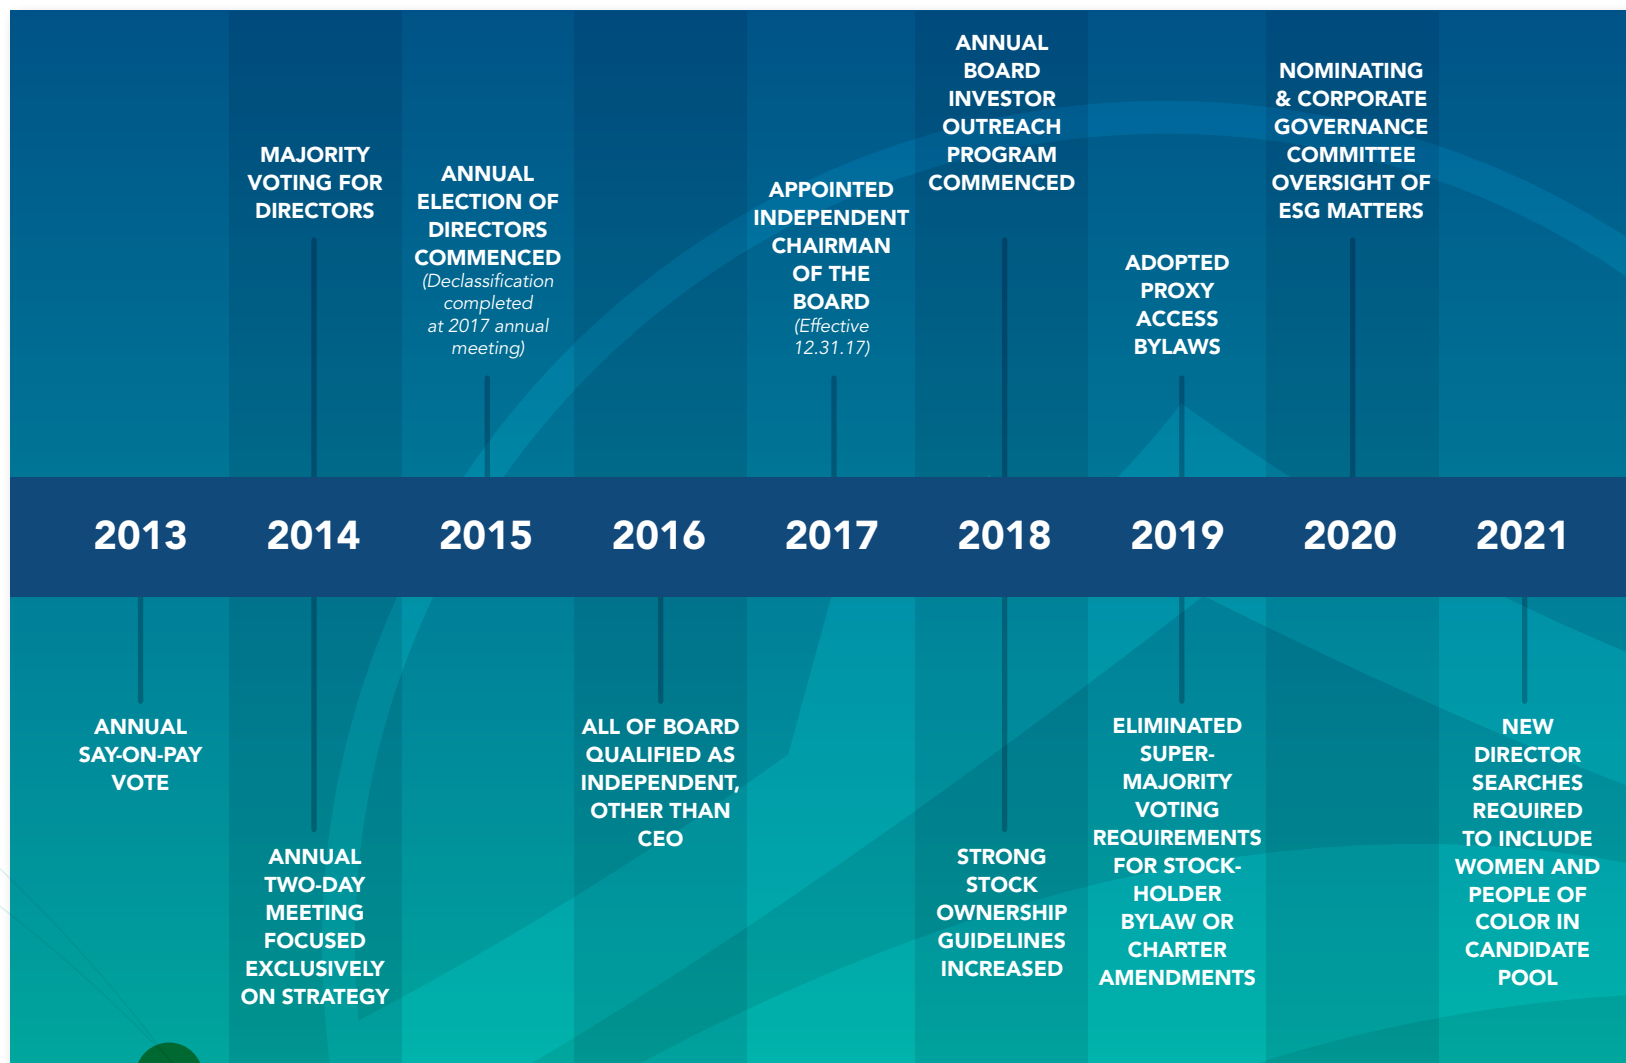 MAJORITY
VOTING FOR
DIRECTORS
ANNUAL
ELECTION OF
DIRECTORS
COMMENCED
(Declassification
completed
at 2017 annual
meeting)
APPOINTED
INDEPENDENT
CHAIRMAN
OF THE
BOARD
(Effective
12.31.17)
ANNUAL
BOARD
INVESTOR
OUTREACH
PROGRAM
COMMENCED
ADOPTED
PROXY
ACCESS
BYLAWS
NOMINATING
& CORPORATE
GOVERNANCE
COMMITTEE
OVERSIGHT OF
ESG MATTERS
2013 2014 2015 2016 2017 2018 2019 2020 2021
ANNUAL
SAY-ON-PAY
VOTE
ANNUAL
TWO-DAY
MEETING
FOCUSED
EXCLUSIVELY
ON STRATEGY
ALL OF BOARD
QUALIFIED AS
INDEPENDENT,
OTHER THAN
CEO
STRONG
STOCK
OWNERSHIP
GUIDELINES
INCREASED
ELIMINATED
SUPER-
MAJORITY
VOTING
REQUIREMENTS
FOR STOCK-
HOLDER
BYLAW OR
CHARTER
AMENDMENTS
NEW
DIRECTOR
SEARCHES
REQUIRED
TO INCLUDE
WOMEN AND
PEOPLE OF
COLOR IN
CANDIDATE
POOL